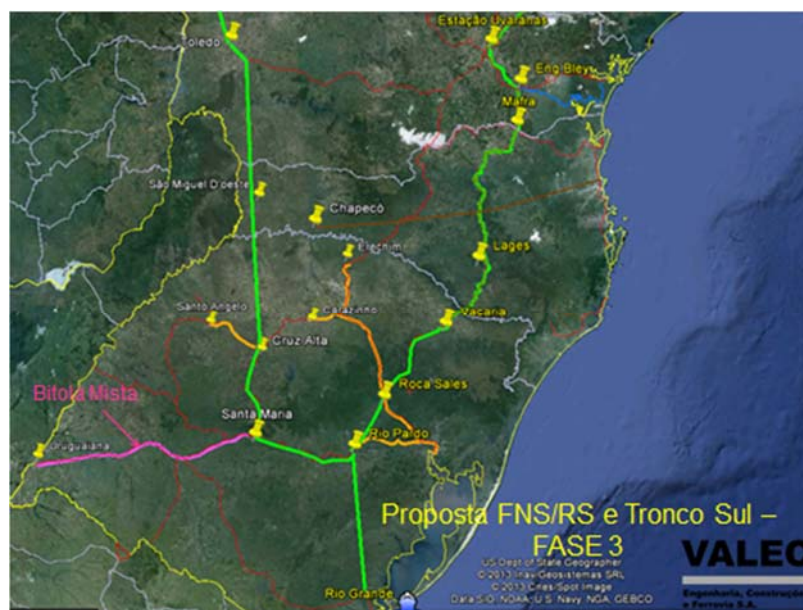 Estação Uvaranas
Toledo
Eng Bley
Mafra
São Miguel D'oeste
Chapecó
Erechim
Lages
Santo Angelo
Carazinho
Vacaria
Cruz Alta
Roca Sales
Bitola Mista
Santa Maria
Rio Pardo
Uruguaiana
Proposta FNS/RS e Tronco Sul –
FASE 3
US Dept of State Geographer
© 2013 Inav/Geosistemas SRL
© 2013 Cnes/Spot Image
Data SIO, NOAA, U.S. Navy, NGA, GEBCO
VALEC
Engenharia, Construções
e Ferrovia S.A.
Rio Grande